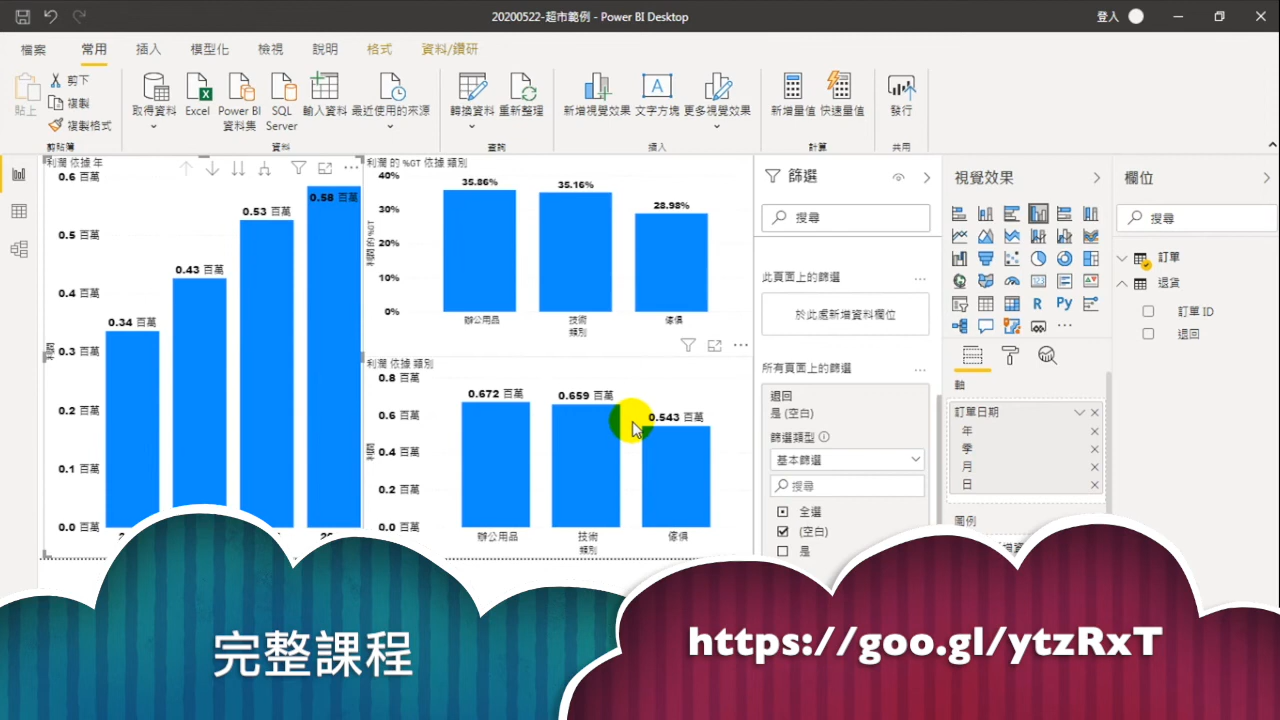 20200522-超市範例 - Power BI Desktop
登入
檔案 常用 插入 模型化 檢視 說明 格式 資料/鑽研
貼上
剪下
複製
複製格式
剪貼簿
取得資料
Excel
Power BI
資料集
SQL
Server
輸入資料
最近使用的來源
資料
轉換資料
重新整理
查詢
新增視覺效果
文字方塊
更多視覺效果
插入
新增量值
快速量值
計算
發行
共用
利潤 依據 年
0.6 百萬
0.5 百萬
0.4 百萬
0.3 百萬
0.2 百萬
0.1 百萬
0.0 百萬
利潤
0.34 百萬
0.43 百萬
0.53 百萬
0.58 百萬
利潤 的 %GT 依據 類別
40%
30%
20%
10%
0%
利潤 的 %GT
35.86%
35.16%
28.98%
辦公用品
技術
傢俱
類別
利潤 依據 類別
0.8 百萬
0.6 百萬
0.4 百萬
0.2 百萬
0.0 百萬
利潤
0.672 百萬
0.659 百萬
0.543 百萬
辦公用品
技術
傢俱
類別
篩選
搜尋
此頁面上的篩選
於此處新增資料欄位
所有頁面上的篩選
退回
是 (空白)
篩選類型
基本篩選
搜尋
全選
(空白)
是
視覺效果
R
Py
軸
訂單日期
年
季
月
日
圖例
欄位
搜尋
訂單
退貨
訂單 ID
退回
完整課程
https://goo.gl/ytzRxT